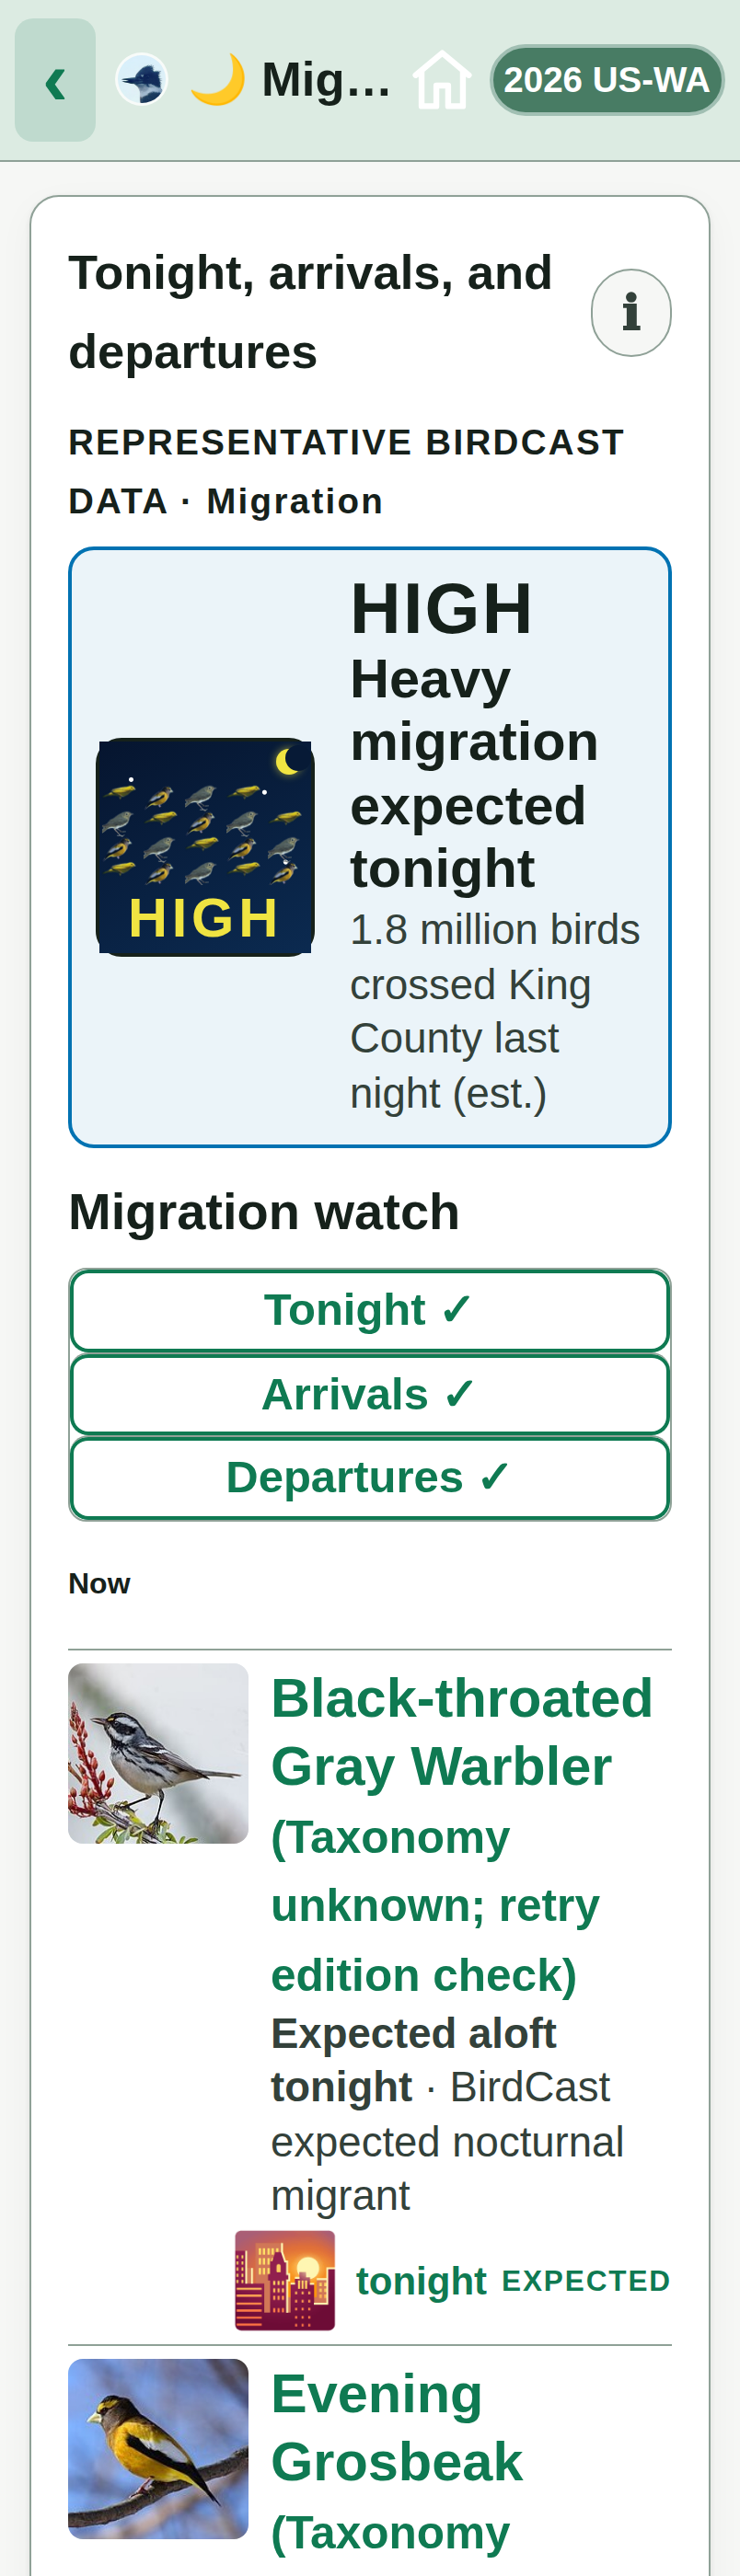 ‹ 🌙 Mig... 2026 US-WA
Tonight, arrivals, and
departures
i
REPRESENTATIVE BIRDCAST
DATA · Migration
HIGH
HIGH
Heavy
migration
expected
tonight
1.8 million birds
crossed King
County last
night (est.)
Migration watch
Tonight ✓
Arrivals ✓
Departures ✓
Now
Black-throated
Gray Warbler
(Taxonomy
unknown; retry
edition check)
Expected aloft
tonight · BirdCast
expected nocturnal
migrant
tonight EXPECTED
Evening
Grosbeak
(Taxonomy